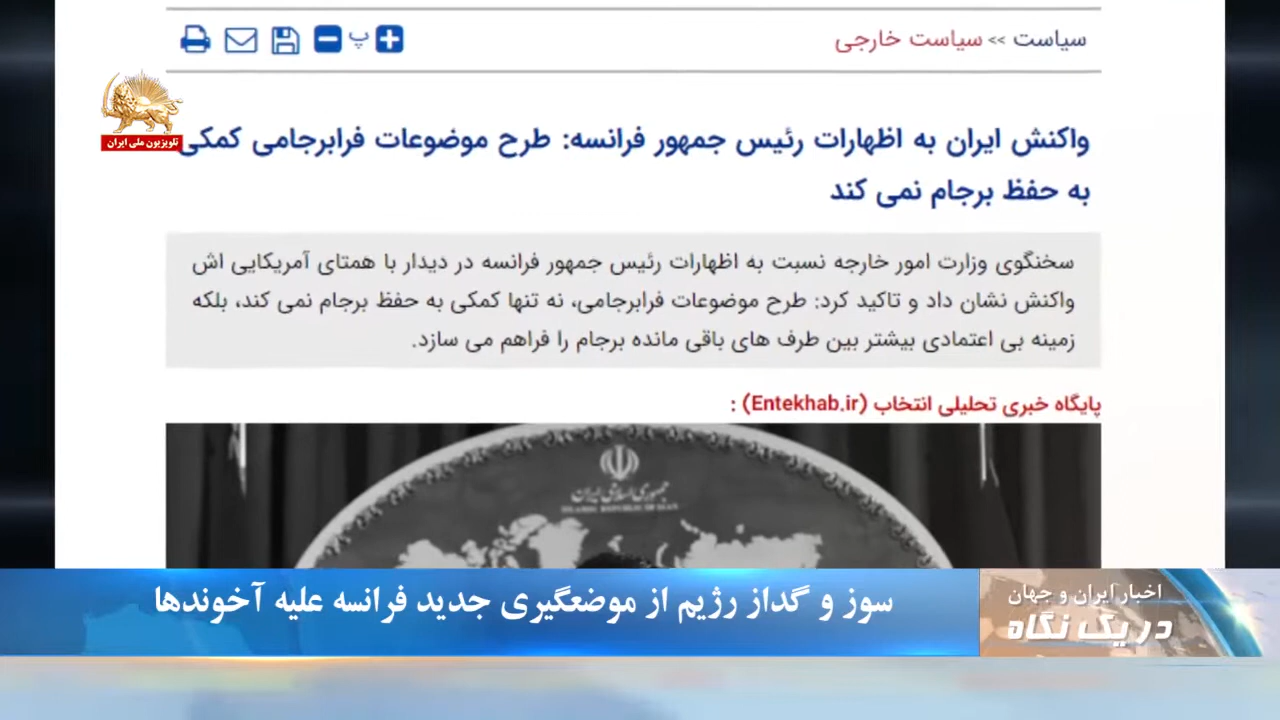 سیاست >> سیاست خارجی
پ
تلویزیون ملی ایران
واکنش ایران به اظهارات رئیس جمهور فرانسه: طرح موضوعات فرابرجامی کمکی
به حفظ برجام نمی کند
سخنگوی وزارت امور خارجه نسبت به اظهارات رئیس جمهور فرانسه در دیدار با همتای آمریکایی اش
واکنش نشان داد و تاکید کرد: طرح موضوعات فرابرجامی، نه تنها کمکی به حفظ برجام نمی کند، بلکه
زمینه بی اعتمادی بیشتر بین طرف های باقی مانده برجام را فراهم می سازد.
پایگاه خبری تحلیلی انتخاب (Entekhab.ir) :
جمهوری اسلامی ایران
ISLAMIC REPUBLIC OF IRAN
اخبار ایران و جهان
در یک نگاه
سوز و گداز رژیم از موضعگیری جدید فرانسه علیه آخوندها